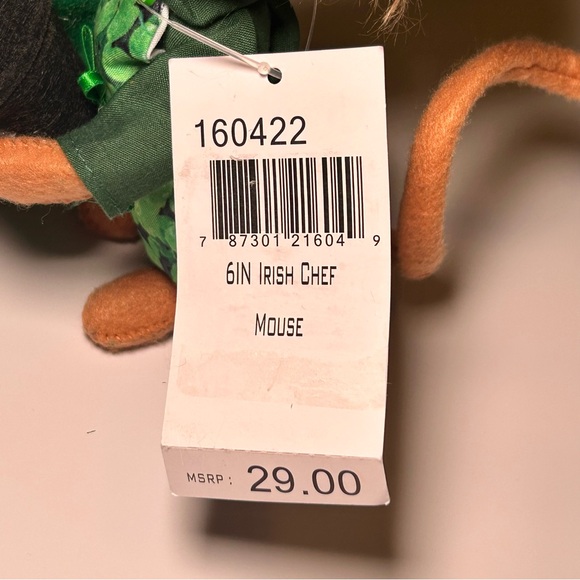 160422
7 87301 21604 9
6IN Irish Chef
Mouse
MSRP: 29.00